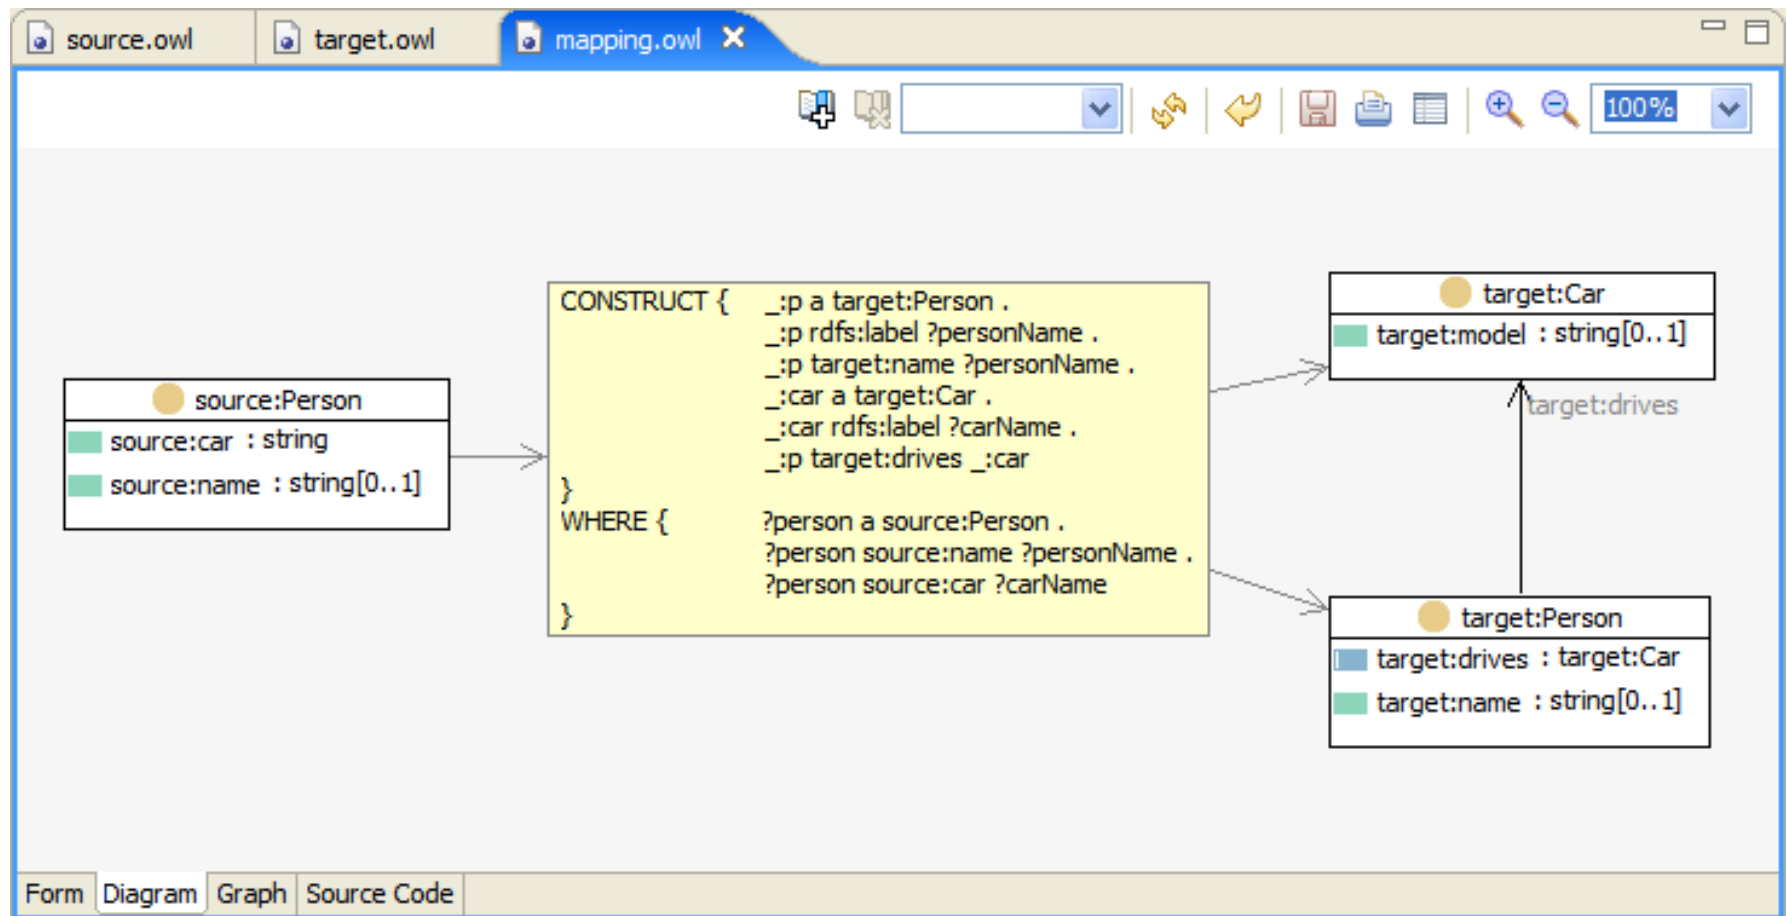 source.owl
target.owl
mapping.owl
100%
source:Person
source:car : string
source:name : string[0..1]
CONSTRUCT { _:p a target:Person .
_:p rdfs:label ?personName .
_:p target:name ?personName .
_:car a target:Car .
_:car rdfs:label ?carName .
_:p target:drives _:car
}
WHERE { ?person a source:Person .
?person source:name ?personName .
?person source:car ?carName
}
target:Car
target:model : string[0..1]
target:drives
target:Person
target:drives : target:Car
target:name : string[0..1]
Form Diagram Graph Source Code